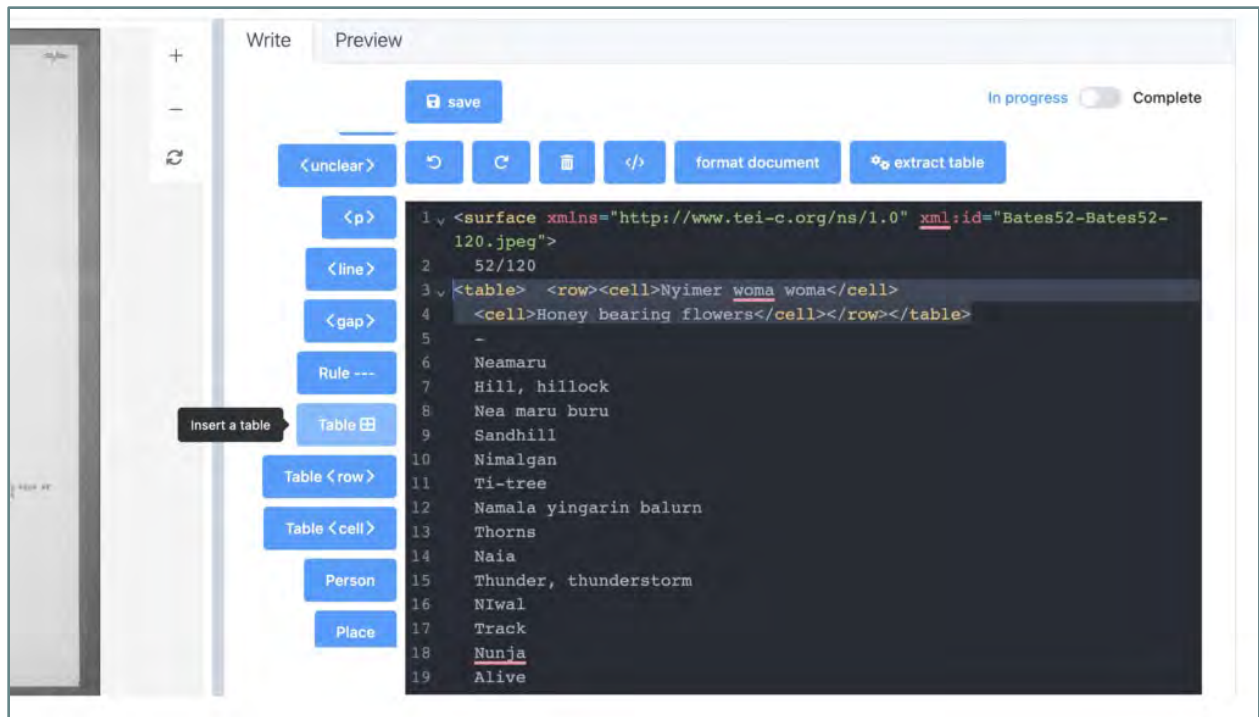 Write Preview
save
In progress Complete
<unclear>
format document
extract table
<p>
<line>
<gap>
Rule ---
Insert a table
Table
Table <row>
Table <cell>
Person
Place
1 <surface xmlns="http://www.tei-c.org/ns/1.0" xml:id="Bates52-Bates52-
120.jpeg">
2 52/120
3 <table> <row><cell>Nyimer woma woma</cell>
4 <cell>Honey bearing flowers</cell></row></table>
5 -
6 Neamaru
7 Hill, hillock
8 Nea maru buru
9 Sandhill
10 Nimalgan
11 Ti-tree
12 Namala yingarin balurn
13 Thorns
14 Naia
15 Thunder, thunderstorm
16 NIwal
17 Track
18 Nunja
19 Alive